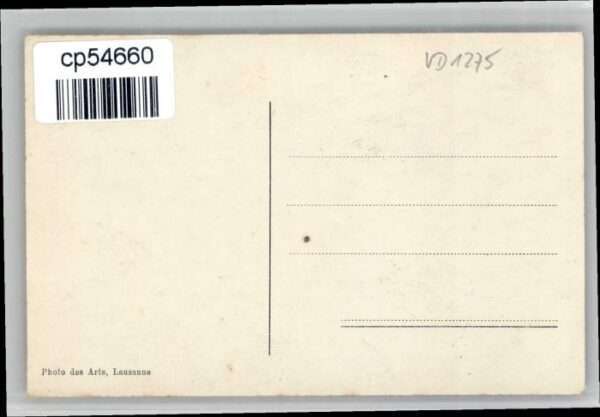 cp54660
VD1275
Photo des Arts, Lausanne